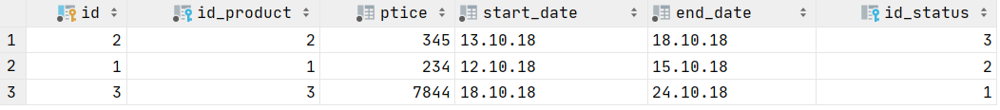 id id_product ptice start_date end_date id_status
1 2 2 345 13.10.18 18.10.18 3
2 1 1 234 12.10.18 15.10.18 2
3 3 3 7844 18.10.18 24.10.18 1